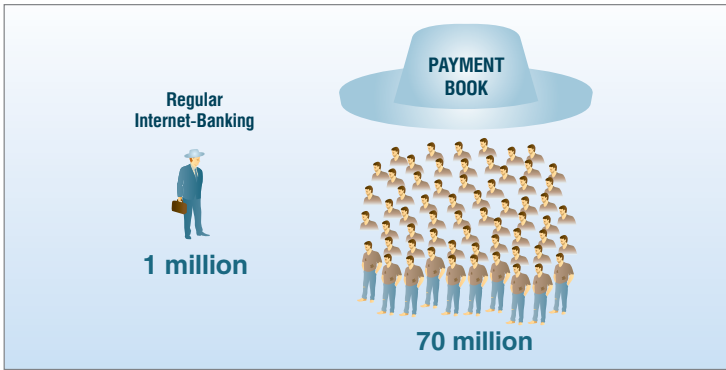 Regular
Internet-Banking
1 million
PAYMENT
BOOK
70 million